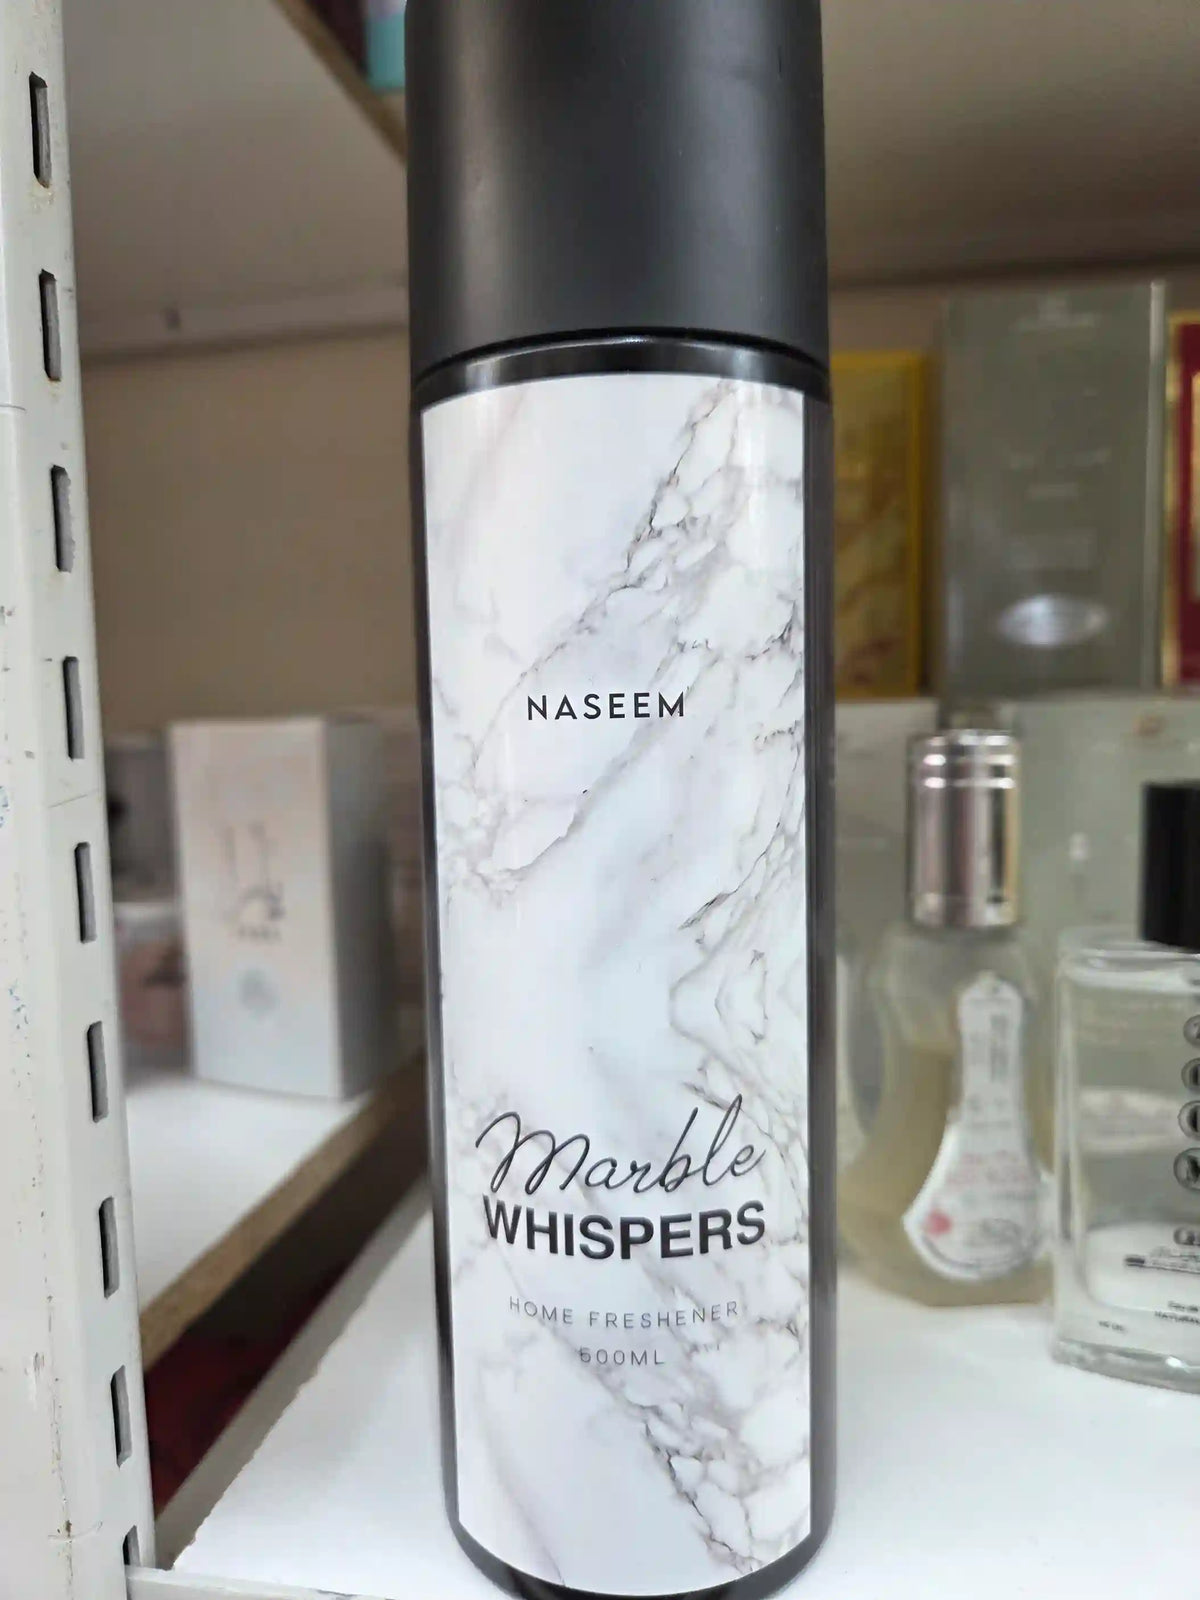 NASEEM
Marble
WHISPERS
HOME FRESHENER
500ML